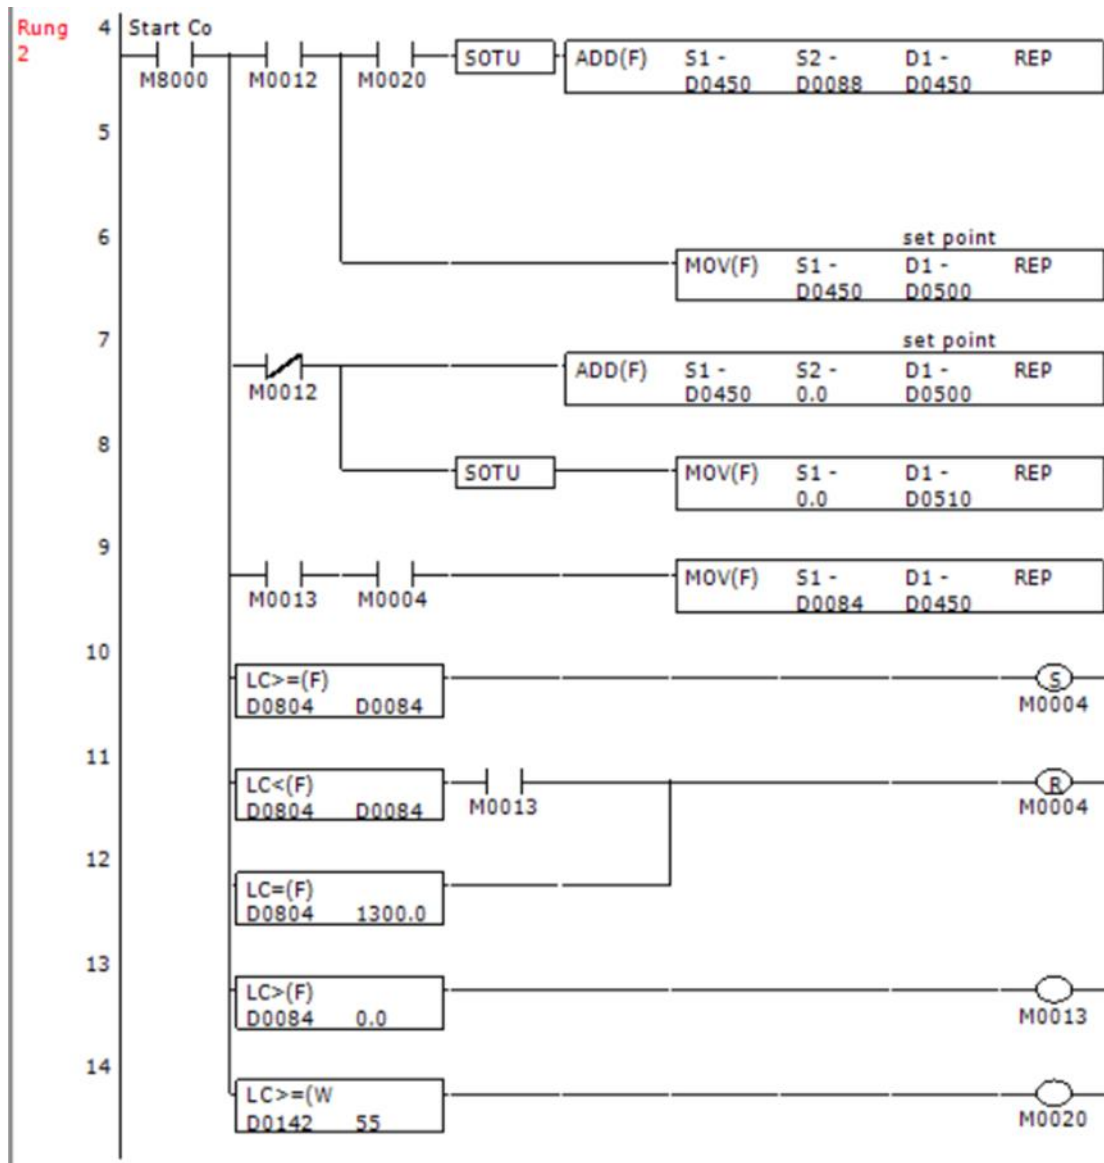 Rung 4 Start Co
2
SOTU ADD(F) S1 - S2 - D1 - REP
M8000 M0012 M0020 D0450 D0088 D0450
5
6 set point
MOV(F) S1 - D1 - REP
D0450 D0500
7 set point
ADD(F) S1 - S2 - D1 - REP
M0012 D0450 0.0 D0500
8
SOTU MOV(F) S1 - D1 - REP
0.0 D0510
9
MOV(F) S1 - D1 - REP
M0013 M0004 D0084 D0450
10
LC>=(F) S
D0804 D0084 M0004
11
LC<(F) R
D0804 D0084 M0013 M0004
12
LC=(F)
D0804 1300.0
13
LC>(F)
D0084 0.0 M0013
14
LC>=(W
D0142 55 M0020